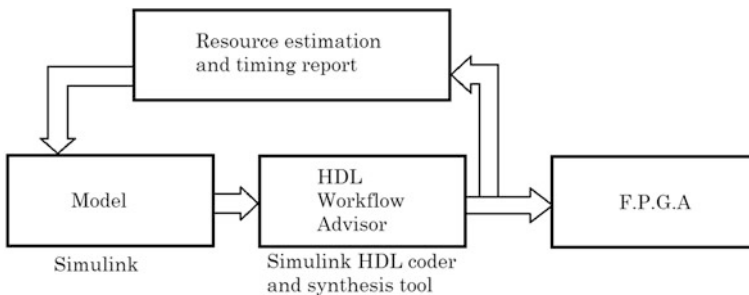 Resource estimation
and timing report
Model
HDL
Workflow
Advisor
F.P.G.A
Simulink
Simulink HDL coder
and synthesis tool